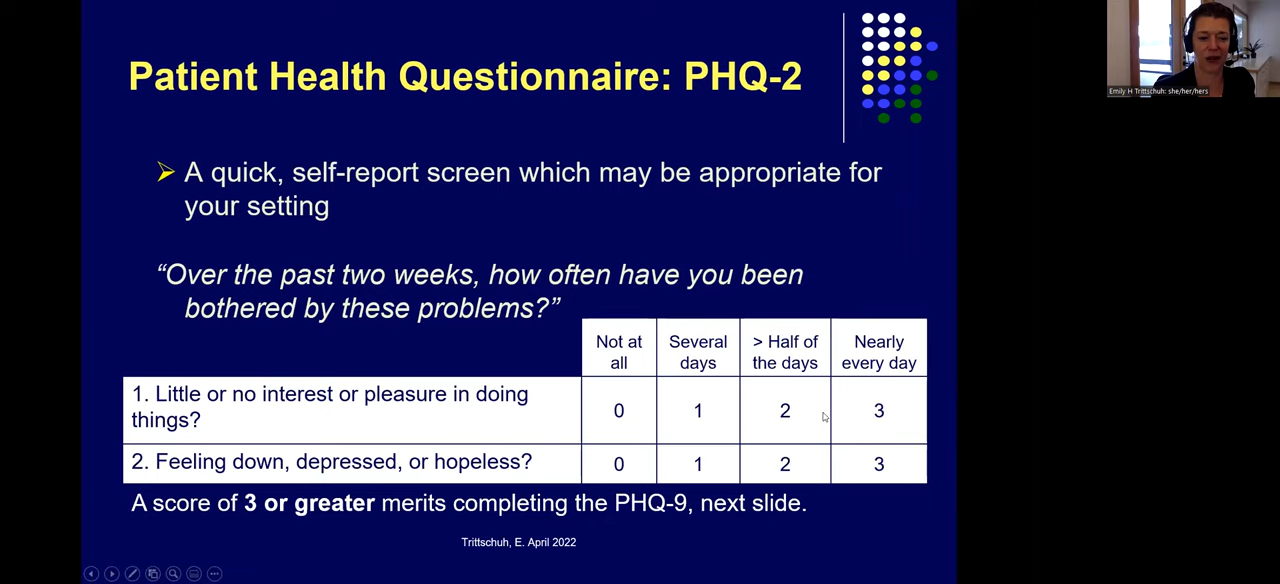 Patient Health Questionnaire: PHQ-2
A quick, self-report screen which may be appropriate for
your setting
“Over the past two weeks, how often have you been
bothered by these problems?”
Not at all
Several days
> Half of the days
Nearly every day
1. Little or no interest or pleasure in doing
things?
0 1 2 3
2. Feeling down, depressed, or hopeless?
0 1 2 3
A score of 3 or greater merits completing the PHQ-9, next slide.
Trittschuh, E. April 2022
Emily H Trittschuh: she/her/hers